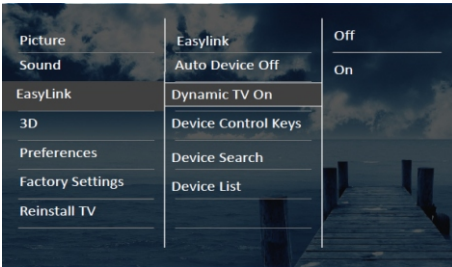 Picture
Sound
EasyLink
3D
Preferences
Factory Settings
Reinstall TV
Easylink
Auto Device Off
Dynamic TV On
Device Control Keys
Device Search
Device List
Off
On